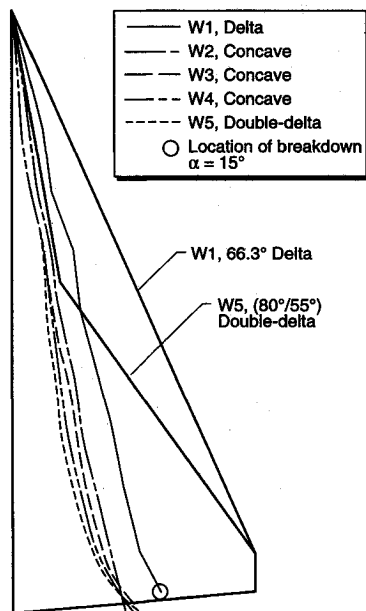 W1, Delta
W2, Concave
W3, Concave
W4, Concave
W5, Double-delta
Location of breakdown
α = 15°
W1, 66.3° Delta
W5, (80°/55°)
Double-delta